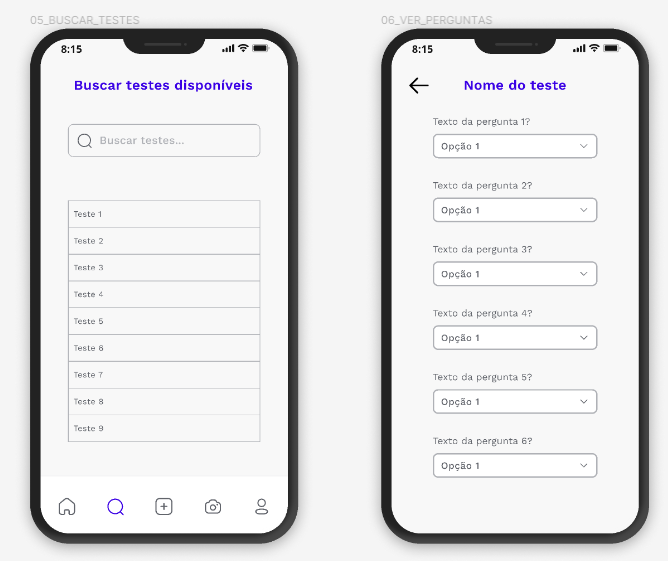 05_BUSCAR_TESTES
8:15
Buscar testes disponíveis
Buscar testes...
Teste 1
Teste 2
Teste 3
Teste 4
Teste 5
Teste 6
Teste 7
Teste 8
Teste 9
06_VER_PERGUNTAS
8:15
Nome do teste
Texto da pergunta 1?
Opção 1
Texto da pergunta 2?
Opção 1
Texto da pergunta 3?
Opção 1
Texto da pergunta 4?
Opção 1
Texto da pergunta 5?
Opção 1
Texto da pergunta 6?
Opção 1